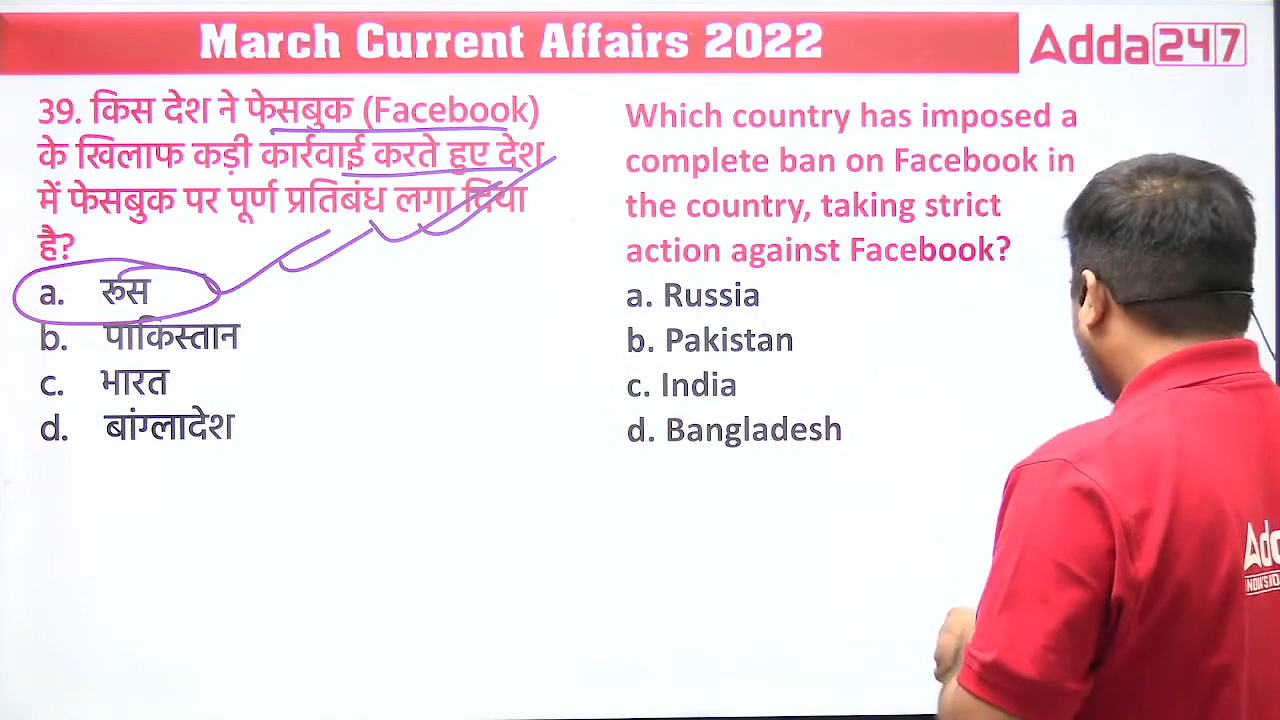 March Current Affairs 2022
Adda247
39. किस देश ने फेसबुक (Facebook)
के खिलाफ कड़ी कार्रवाई करते हुए देश
में फेसबुक पर पूर्ण प्रतिबंध लगा दिया
है?
a. रूस
b. पाकिस्तान
c. भारत
d. बांग्लादेश
Which country has imposed a
complete ban on Facebook in
the country, taking strict
action against Facebook?
a. Russia
b. Pakistan
c. India
d. Bangladesh